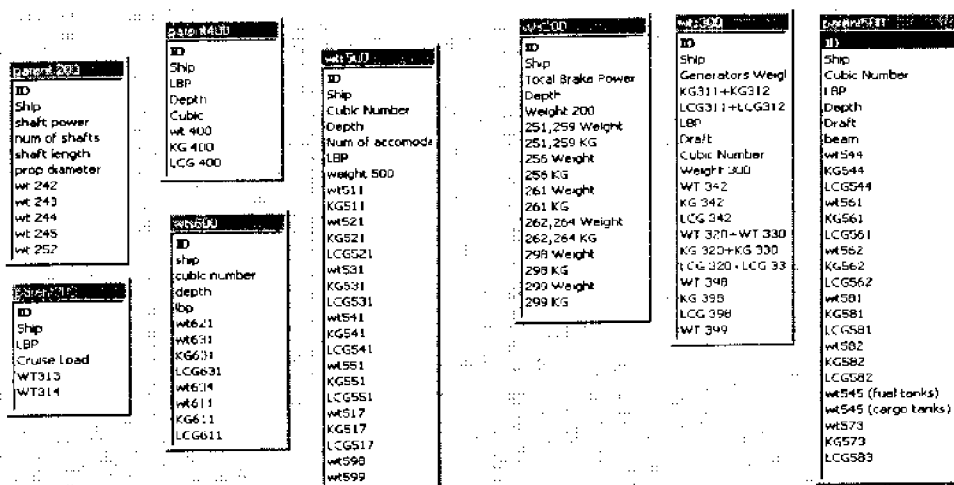 parent 200
ID
Ship
shaft power
num of shafts
shaft length
prop diameter
wt 242
wt 243
wt 244
wt 245
wt 252
ID
Ship
LBP
Cruise Load
WT313
WT314
parent400
ID
Ship
LBP
Depth
Cubic
wt 400
KG 400
LCG 400
wt600
ID
ship
cubic number
depth
lbp
wt621
wt631
KG631
LCG631
wt634
wt611
KG611
LCG611
wt500
ID
Ship
Cubic Number
Depth
Num of accomoda
LBP
weight 500
wt511
KG511
wt521
KG521
LCG521
wt531
KG531
LCG531
wt541
KG541
LCG541
wt551
KG551
LCG551
wt517
KG517
LCG517
wt598
wt599
wt200
ID
Ship
Total Brake Power
Depth
Weight 200
251,259 Weight
251,259 KG
256 Weight
256 KG
261 Weight
261 KG
262,264 Weight
262,264 KG
298 Weight
298 KG
299 Weight
299 KG
wt300
ID
Ship
Generators Weigl
KG311+KG312
LCG311+LCG312
LBP
Draft
Cubic Number
Weight 300
WT 342
KG 342
LCG 342
WT 320+WT 330
KG 320+KG 300
LCG 320+LCG 33
WT 398
KG 398
LCG 398
WT 399
parent500
ID
Ship
Cubic Number
LBP
Depth
Draft
beam
wt544
KG544
LCG544
wt561
KG561
LCG561
wt562
KG562
LCG562
wt581
KG581
LCG581
wt582
KG582
LCG582
wt545 (fuel tanks)
wt545 (cargo tanks)
wt573
KG573
LCG583